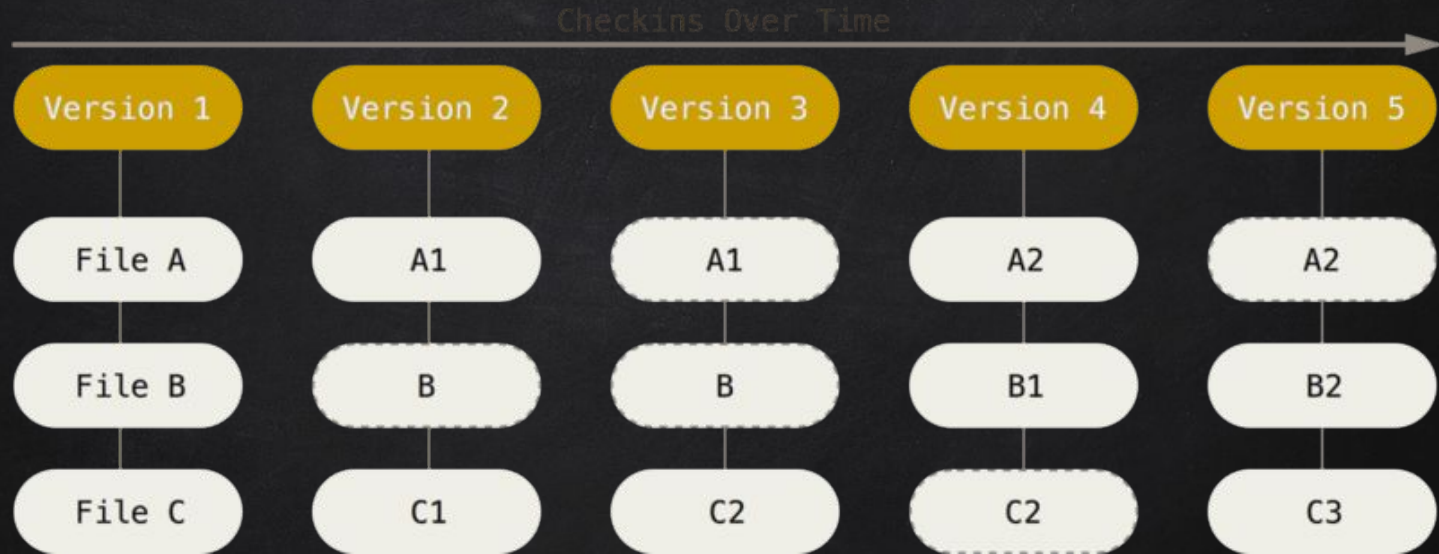 Checkins Over Time
Version 1 Version 2 Version 3 Version 4 Version 5
File A A1 A1 A2 A2
File B B B B1 B2
File C C1 C2 C2 C3